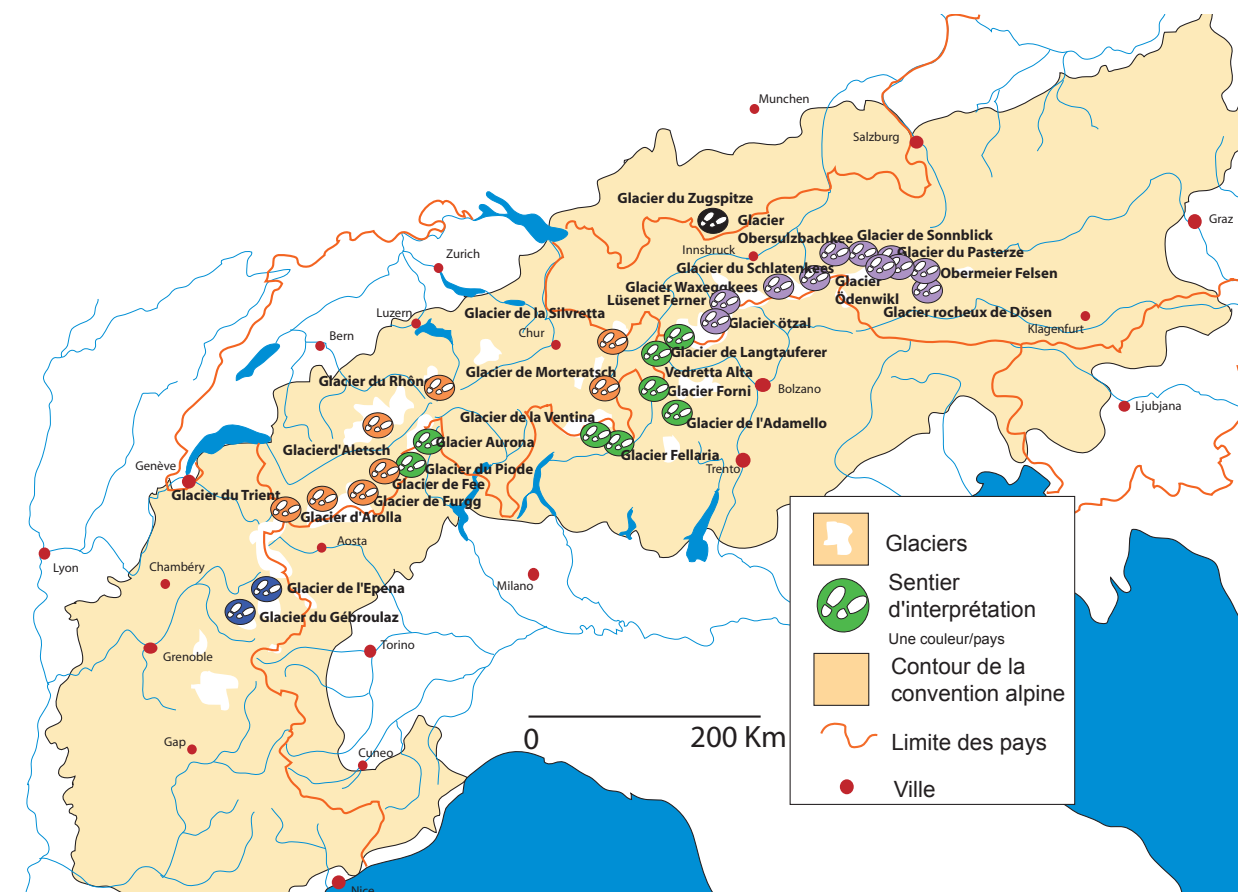 Munchen
Salzburg
Glacier du Zugspitze
Graz
Glacier
Obersulzbachkee
Glacier de Sonnblick
Innsbruck
Glacier du Pasterze
Zurich
Glacier du Schlatenkees
Obermeier Felsen
Glacier Waxeggkees
Glacier
Ödenwikl
Lüsenet Ferner
Glacier rocheux de Dösen
Luzern
Glacier de la Silvretta
Glacier ötzal
Klagenfurt
Bern
Chur
Glacier de Langtauferer
Glacier du Rhôn
Glacier de Morteratsch
Vedretta Alta
Bolzano
Glacier Forni
Ljubjana
Glacier de la Ventina
Glacier de l'Adamello
Glacierd'Aletsch
Glacier Aurona
Glacier Fellaria
Genève
Glacier du Piode
Trento
Glacier de Fee
Glacier du Trient
Glacier de Furgg
Glacier d'Arolla
Aosta
Lyon
Chambéry
Milano
Glacier de l'Epena
Glacier du Gébroulaz
Torino
Grenoble
Gap
Cuneo
Nice
0
200 Km
Glaciers
Sentier
d'interprétation
Une couleur/pays
Contour de la
convention alpine
Limite des pays
Ville